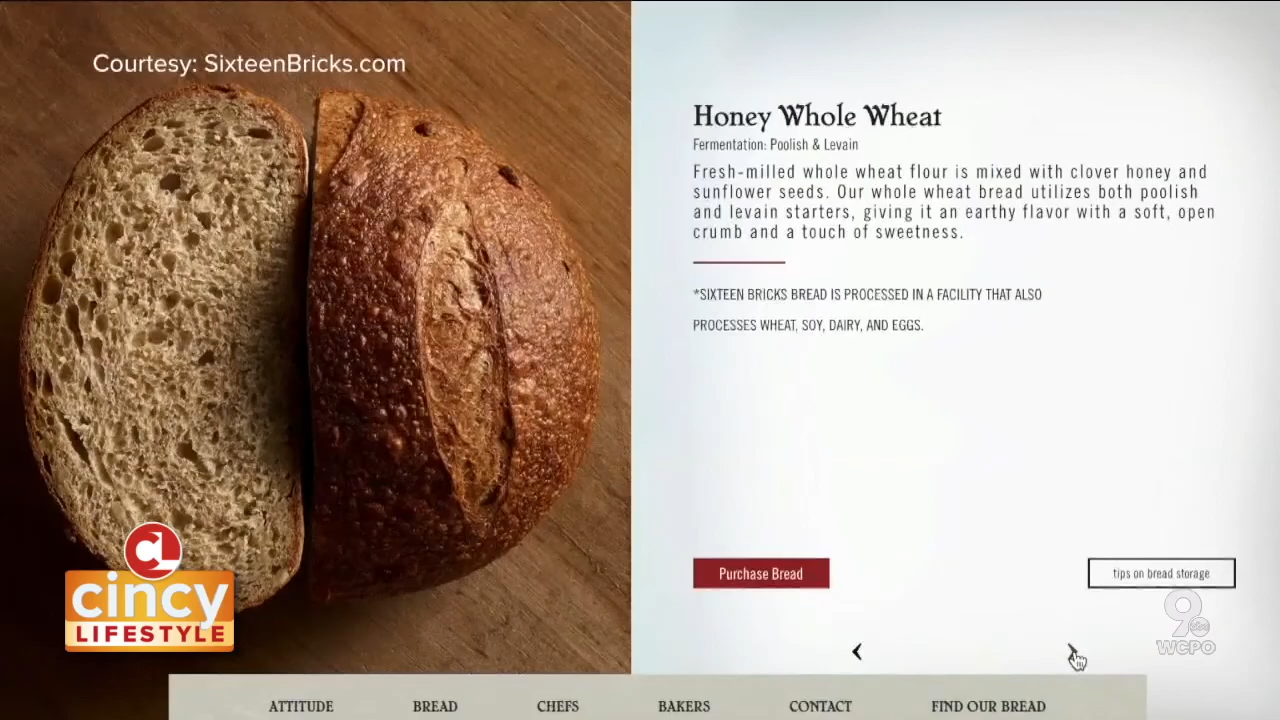 Courtesy: SixteenBricks.com
Honey Whole Wheat
Fermentation: Poolish & Levain
Fresh-milled whole wheat flour is mixed with clover honey and
sunflower seeds. Our whole wheat bread utilizes both poolish
and levain starters, giving it an earthy flavor with a soft, open
crumb and a touch of sweetness.
*SIXTEEN BRICKS BREAD IS PROCESSED IN A FACILITY THAT ALSO
PROCESSES WHEAT, SOY, DAIRY, AND EGGS.
Purchase Bread
tips on bread storage
CL
cincy
LIFESTYLE
9
abc
WCPO
ATTITUDE BREAD CHEFS BAKERS CONTACT FIND OUR BREAD